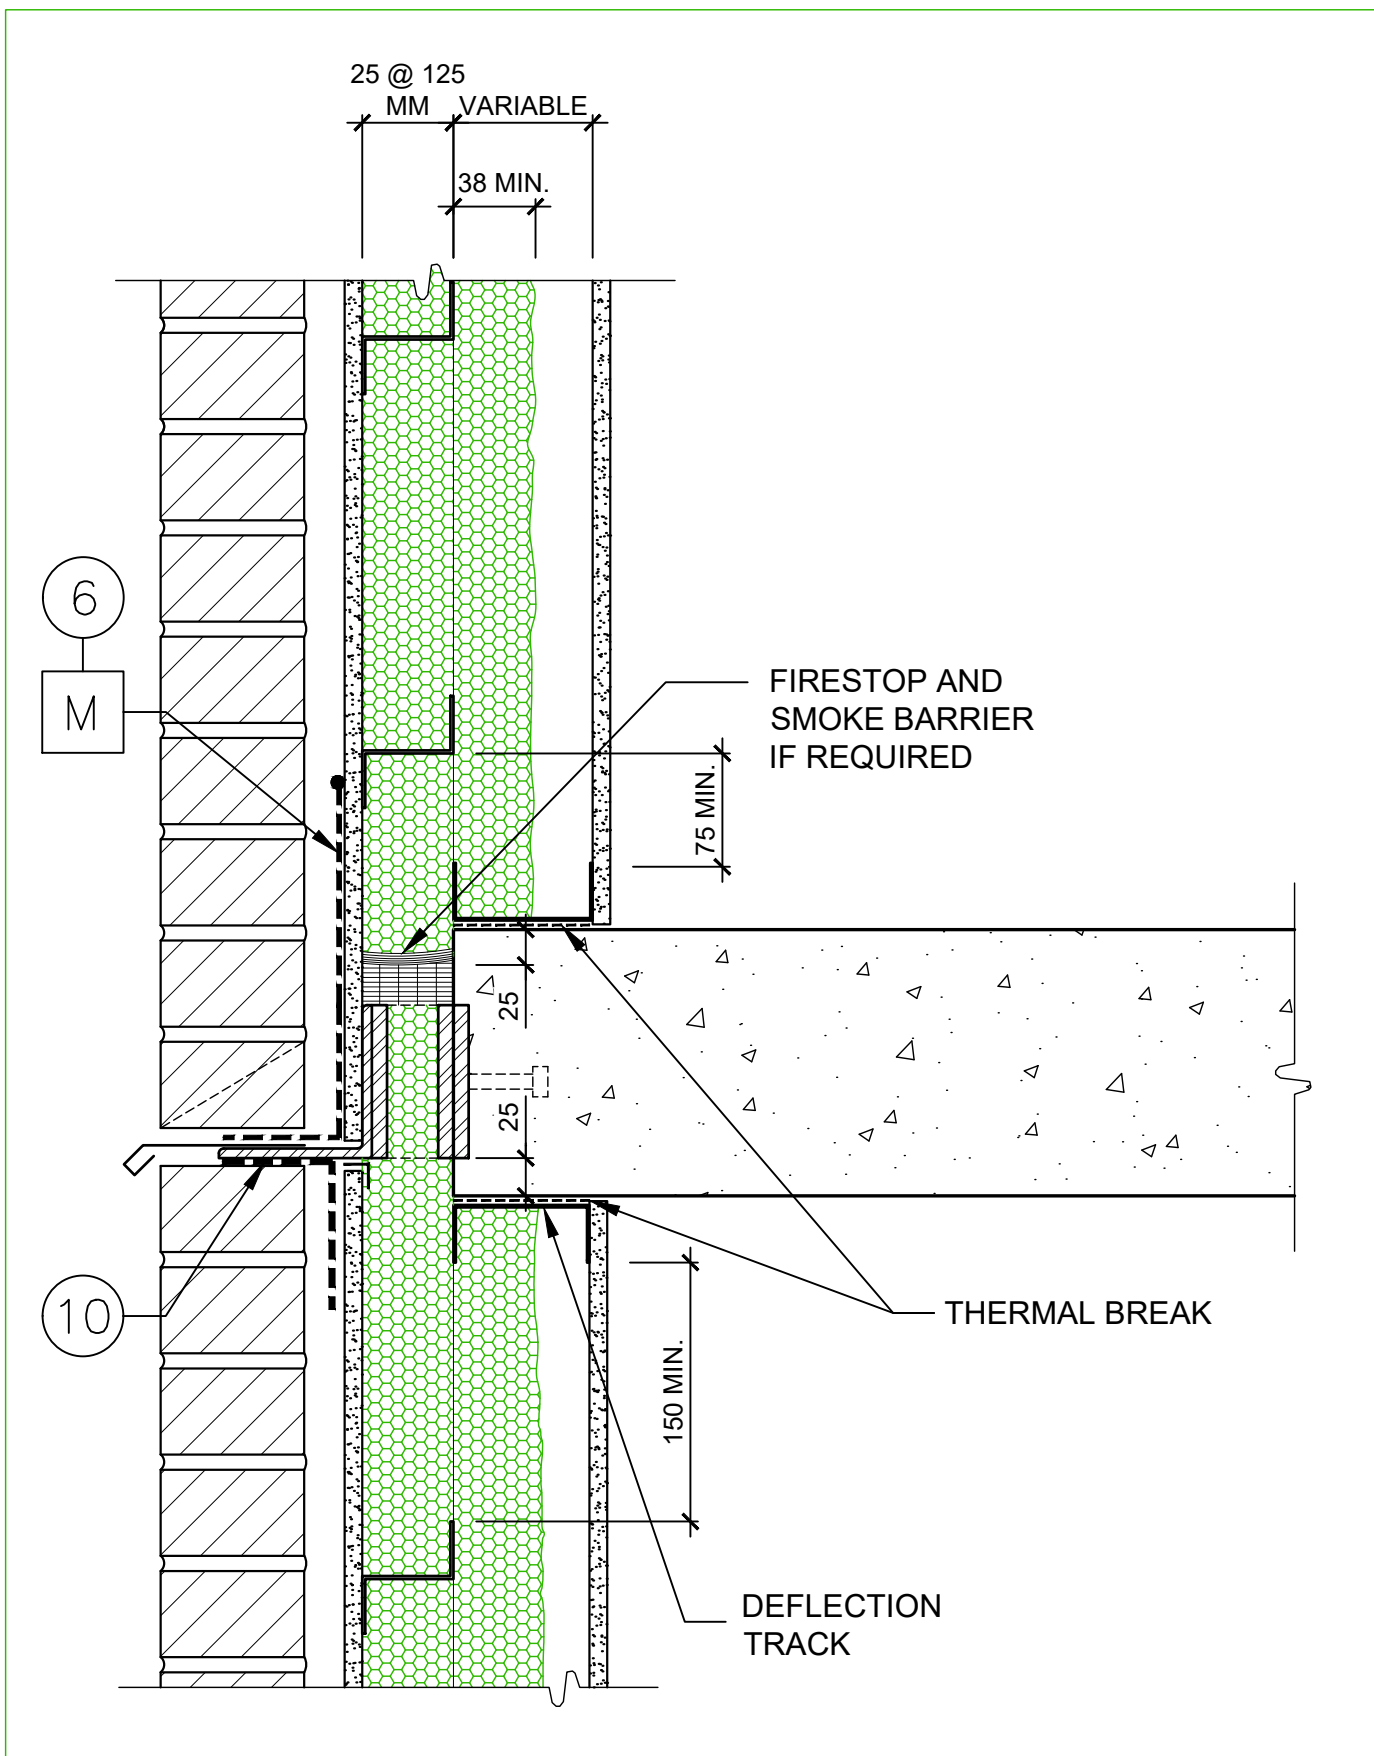 25 @ 125
MM
VARIABLE
38 MIN.
6
M
FIRESTOP AND
SMOKE BARRIER
IF REQUIRED
75 MIN.
25
25
10
THERMAL BREAK
150 MIN.
DEFLECTION
TRACK